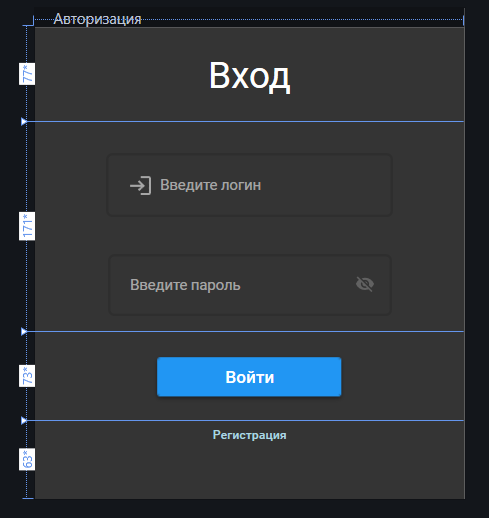 Авторизация
77*
Вход
171*
Введите логин
Введите пароль
73*
Войти
63*
Регистрация